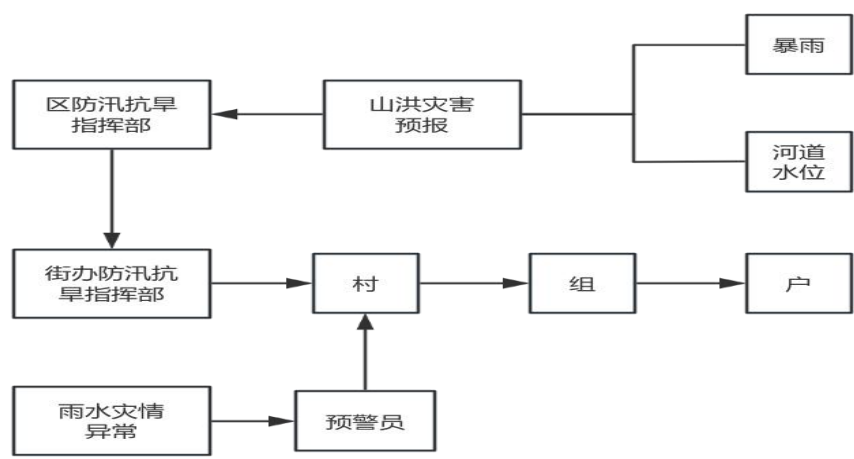 暴雨
区防汛抗旱
指挥部
山洪灾害
预报
河道
水位
街办防汛抗
旱指挥部
村
组
户
雨水灾情
异常
预警员